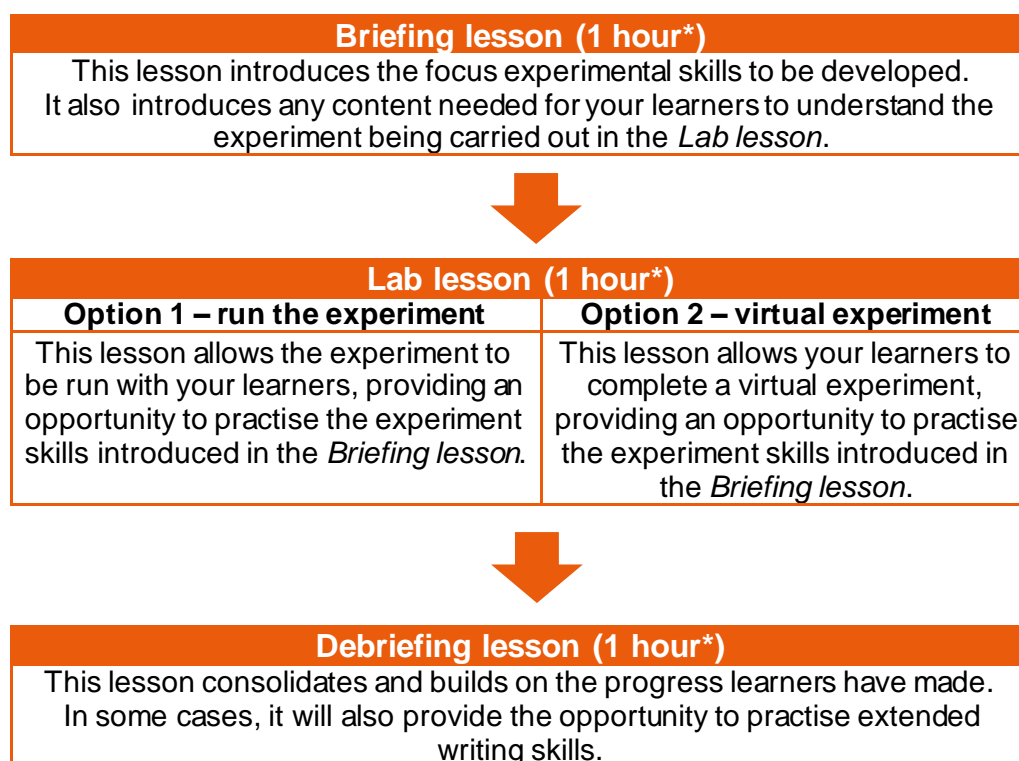 Briefing lesson (1 hour*)
This lesson introduces the focus experimental skills to be developed.
It also introduces any content needed for your learners to understand the
experiment being carried out in the Lab lesson.
Lab lesson (1 hour*)
Option 1 – run the experiment
This lesson allows the experiment to
be run with your learners, providing an
opportunity to practise the experiment
skills introduced in the Briefing lesson.
Option 2 – virtual experiment
This lesson allows your learners to
complete a virtual experiment,
providing an opportunity to practise
the experiment skills introduced in
the Briefing lesson.
Debriefing lesson (1 hour*)
This lesson consolidates and builds on the progress learners have made.
In some cases, it will also provide the opportunity to practise extended
writing skills.